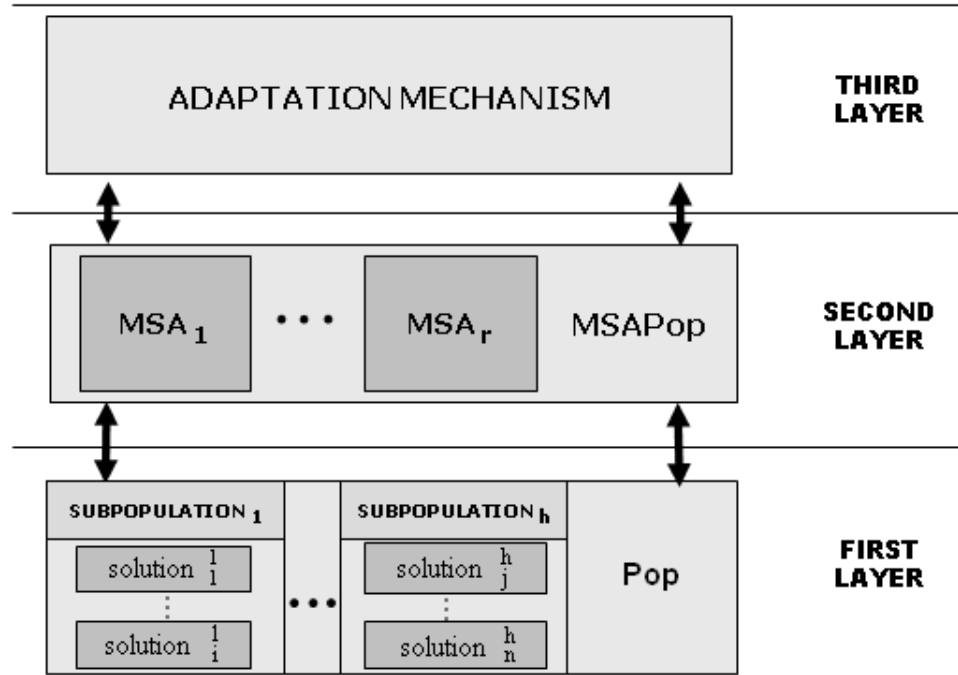 ADAPTATION MECHANISM
THIRD
LAYER
MSA 1
• • •
MSA r
MSAPop
SECOND
LAYER
SUBPOPULATION 1
SUBPOPULATION h
solution 1 1
solution h j
•••
Pop
FIRST
LAYER
solution 1 i
solution h n